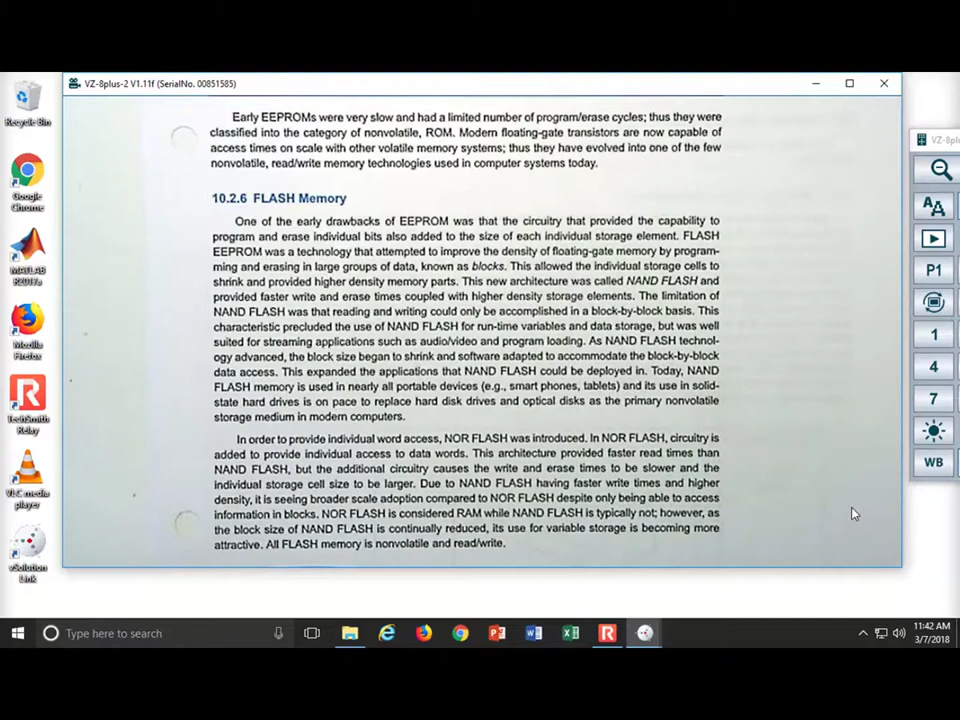 VZ-8plus-2 V1.11f (SerialNo. 00851585)
Early EEPROMs were very slow and had a limited number of program/erase cycles; thus they were
classified into the category of nonvolatile, ROM. Modern floating-gate transistors are now capable of
access times on scale with other volatile memory systems; thus they have evolved into one of the few
nonvolatile, read/write memory technologies used in computer systems today.
10.2.6 FLASH Memory
One of the early drawbacks of EEPROM was that the circuitry that provided the capability to
program and erase individual bits also added to the size of each individual storage element. FLASH
EEPROM was a technology that attempted to improve the density of floating-gate memory by program-
ming and erasing in large groups of data, known as blocks. This allowed the individual storage cells to
shrink and provided higher density memory parts. This new architecture was called NAND FLASH and
provided faster write and erase times coupled with higher density storage elements. The limitation of
NAND FLASH was that reading and writing could only be accomplished in a block-by-block basis. This
characteristic precluded the use of NAND FLASH for run-time variables and data storage, but was well
suited for streaming applications such as audio/video and program loading. As NAND FLASH technol-
ogy advanced, the block size began to shrink and software adapted to accommodate the block-by-block
data access. This expanded the applications that NAND FLASH could be deployed in. Today, NAND
FLASH memory is used in nearly all portable devices (e.g., smart phones, tablets) and its use in solid-
state hard drives is on pace to replace hard disk drives and optical disks as the primary nonvolatile
storage medium in modern computers.
In order to provide individual word access, NOR FLASH was introduced. In NOR FLASH, circuitry is
added to provide individual access to data words. This architecture provided faster read times than
NAND FLASH, but the additional circuitry causes the write and erase times to be slower and the
individual storage cell size to be larger. Due to NAND FLASH having faster write times and higher
density, it is seeing broader scale adoption compared to NOR FLASH despite only being able to access
information in blocks. NOR FLASH is considered RAM while NAND FLASH is typically not; however, as
the block size of NAND FLASH is continually reduced, its use for variable storage is becoming more
attractive. All FLASH memory is nonvolatile and read/write.
Recycle Bin
Google
Chrome
MATLAB
R2017a
Mozilla
Firefox
TechSmith
Relay
VLC media
player
vSolution
Link
VZ-8pl
AA
P1
1
4
7
WB
Type here to search
11:42 AM
3/7/2018